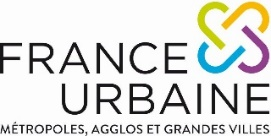 FRANCE
URBAINE
MÉTROPOLES, AGGLOS ET GRANDES VILLES